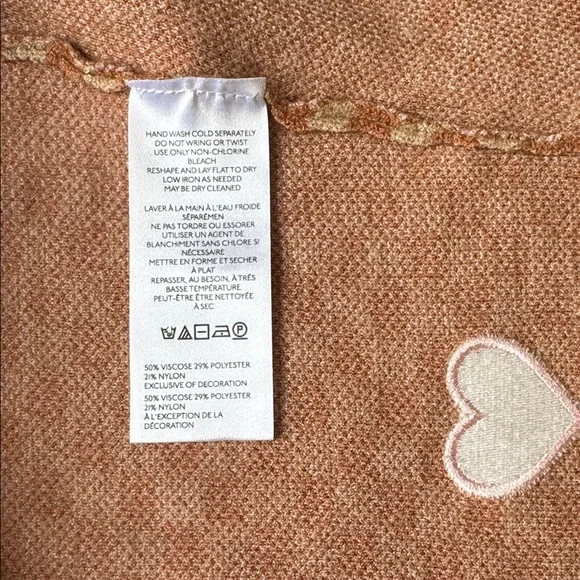 HAND WASH COLD SEPARATELY
DO NOT WRING OR TWIST
USE ONLY NON-CHLORINE
BLEACH
RESHAPE AND LAY FLAT TO DRY
LOW IRON AS NEEDED
MAY BE DRY CLEANED
LAVER À LA MAIN À L'EAU FROIDE
SÉPARÉMEN
NE PAS TORDRE OU ESSORER
UTILISER UN AGENT DE
BLANCHIMENT SANS CHLORE SI
NÉCESSAIRE
METTRE EN FORME ET SECHER
À PLAT
REPASSER, AU BESOIN, À TRÉS
BASSE TEMPÉRATURE
PEUT-ÊTRE ÊTRE NETTOYÉE
À SEC
P
50% VISCOSE 29% POLYESTER
21% NYLON
EXCLUSIVE OF DECORATION
50% VISCOSE 29% POLYESTER
21% NYLON
À L'EXCEPTION DE LA
DÉCORATION